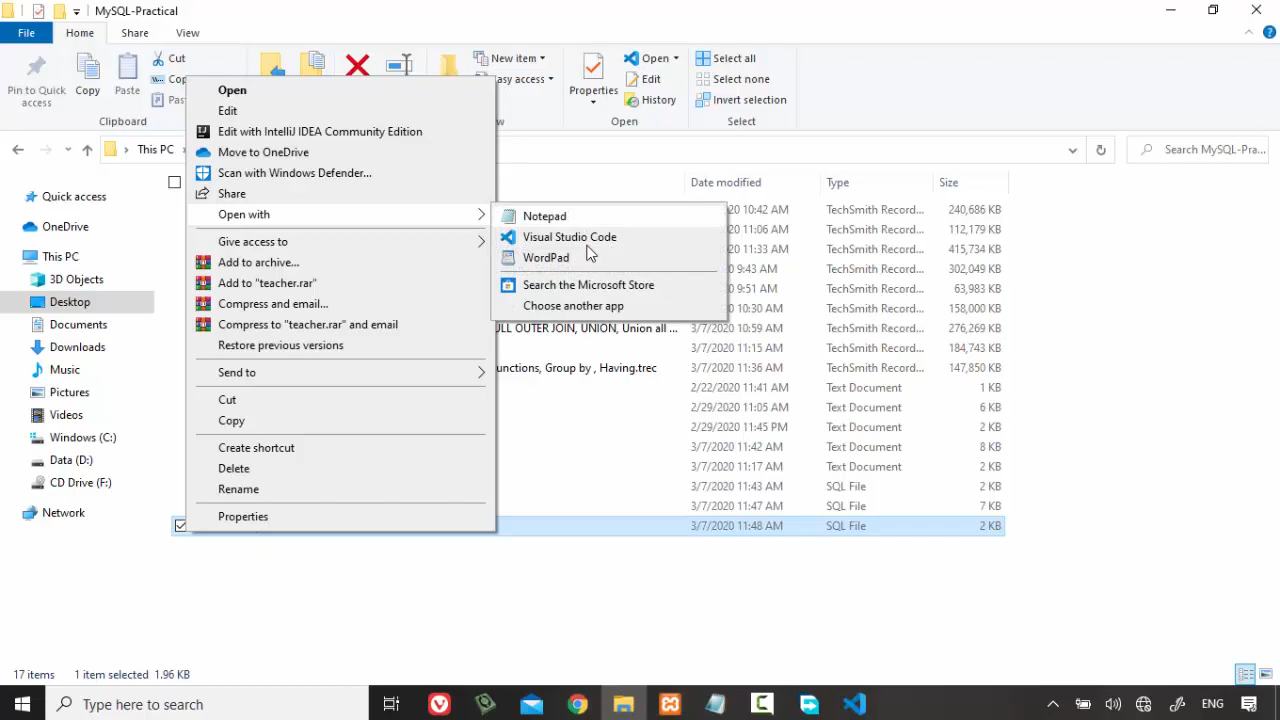 MySQL-Practical
File Home Share View
Pin to Quick access
Copy
Paste
Cut
New item
easy access
Properties
Open
Edit
History
Select all
Select none
Invert selection
Clipboard
Open
Select
This PC
Search MySQL-Pra...
Date modified Type Size
Quick access
OneDrive
This PC
3D Objects
Desktop
Documents
Downloads
Music
Pictures
Videos
Windows (C:)
Data (D:)
CD Drive (F:)
Network
Open
Edit
Edit with IntelliJ IDEA Community Edition
Move to OneDrive
Scan with Windows Defender...
Share
Open with
Give access to
Add to archive...
Add to "teacher.rar"
Compress and email...
Compress to "teacher.rar" and email
Restore previous versions
Send to
Cut
Copy
Create shortcut
Delete
Rename
Properties
Notepad
Visual Studio Code
WordPad
Search the Microsoft Store
Choose another app
10:42 AM TechSmith Record... 240,686 KB
11:06 AM TechSmith Record... 112,179 KB
11:33 AM TechSmith Record... 415,734 KB
9:43 AM TechSmith Record... 302,049 KB
9:51 AM TechSmith Record... 63,983 KB
10:30 AM TechSmith Record... 158,000 KB
OUTER JOIN, UNION, Union all ... 3/7/2020 10:59 AM TechSmith Record... 276,269 KB
3/7/2020 11:15 AM TechSmith Record... 184,743 KB
unctions, Group by , Having.trec 3/7/2020 11:36 AM TechSmith Record... 147,850 KB
2/22/2020 11:41 AM Text Document 1 KB
2/29/2020 11:05 AM Text Document 6 KB
2/29/2020 11:45 PM Text Document 2 KB
3/7/2020 11:42 AM Text Document 8 KB
3/7/2020 11:17 AM Text Document 2 KB
3/7/2020 11:43 AM SQL File 2 KB
3/7/2020 11:47 AM SQL File 7 KB
3/7/2020 11:48 AM SQL File 2 KB
17 items 1 item selected 1.96 KB
Type here to search
ENG